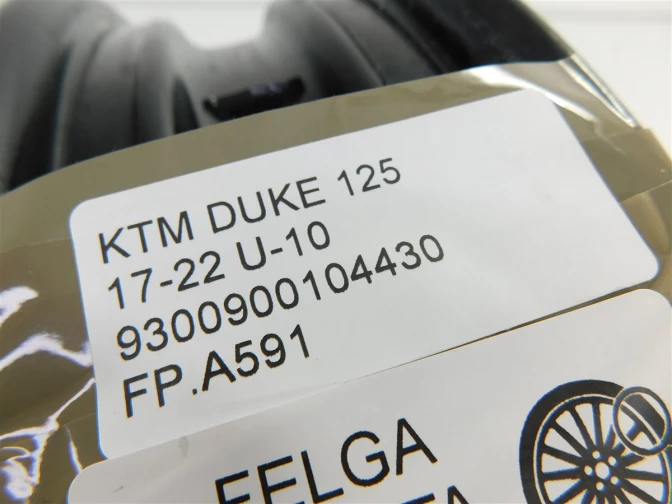 KTM DUKE 125
17-22 U-10
9300900104430
FP.A591
FELGA